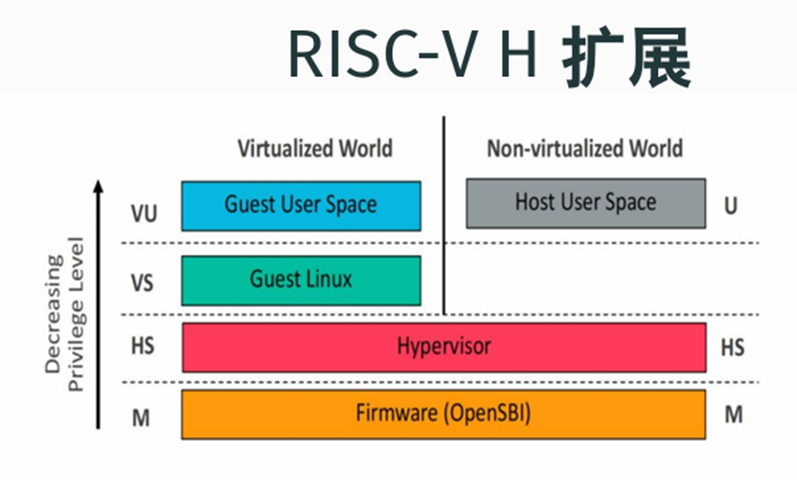 RISC-V H 扩展
Virtualized World
Non-virtualized World
VU
Guest User Space
Host User Space
U
VS
Guest Linux
Decreasing
Privilege Level
HS
Hypervisor
HS
M
Firmware (OpenSBI)
M